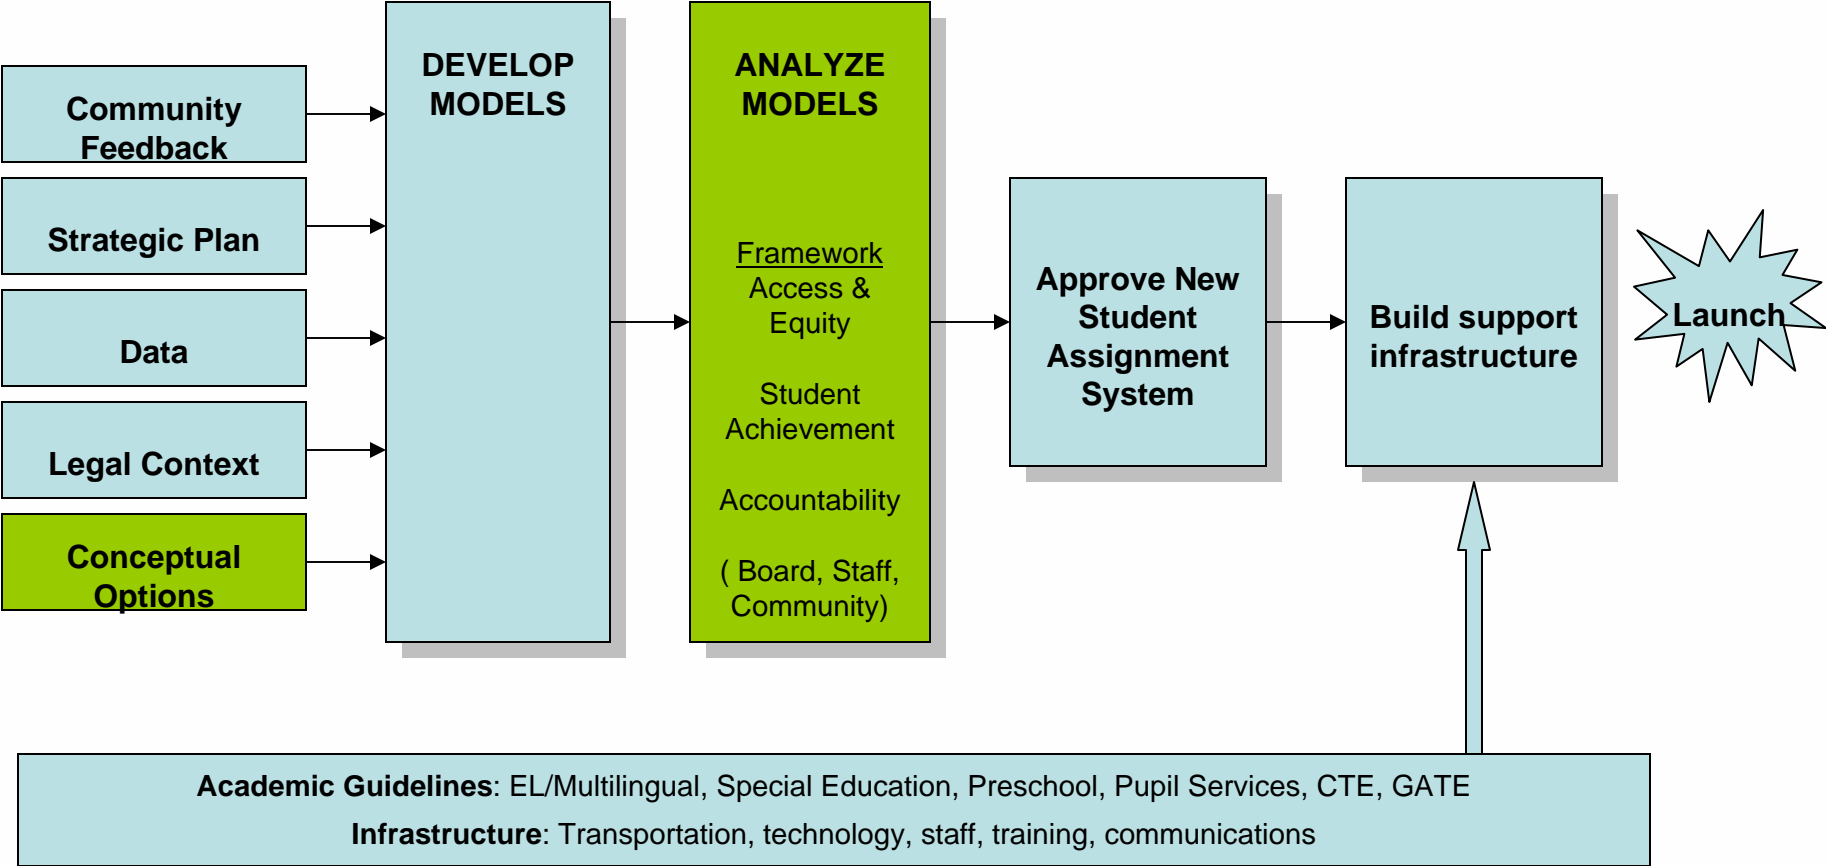 Community
Feedback
Strategic Plan
Data
Legal Context
Conceptual
Options
DEVELOP
MODELS
ANALYZE
MODELS
Framework
Access &
Equity
Student
Achievement
Accountability
( Board, Staff,
Community)
Approve New
Student
Assignment
System
Build support
infrastructure
Launch
Academic Guidelines: EL/Multilingual, Special Education, Preschool, Pupil Services, CTE, GATE
Infrastructure: Transportation, technology, staff, training, communications